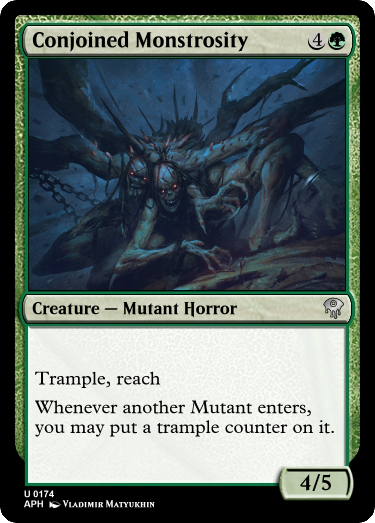 Conjoined Monstrosity 4
Creature — Mutant Horror
Trample, reach
Whenever another Mutant enters,
you may put a trample counter on it.
4/5
U 0174
APH Vladimir Matyukhin